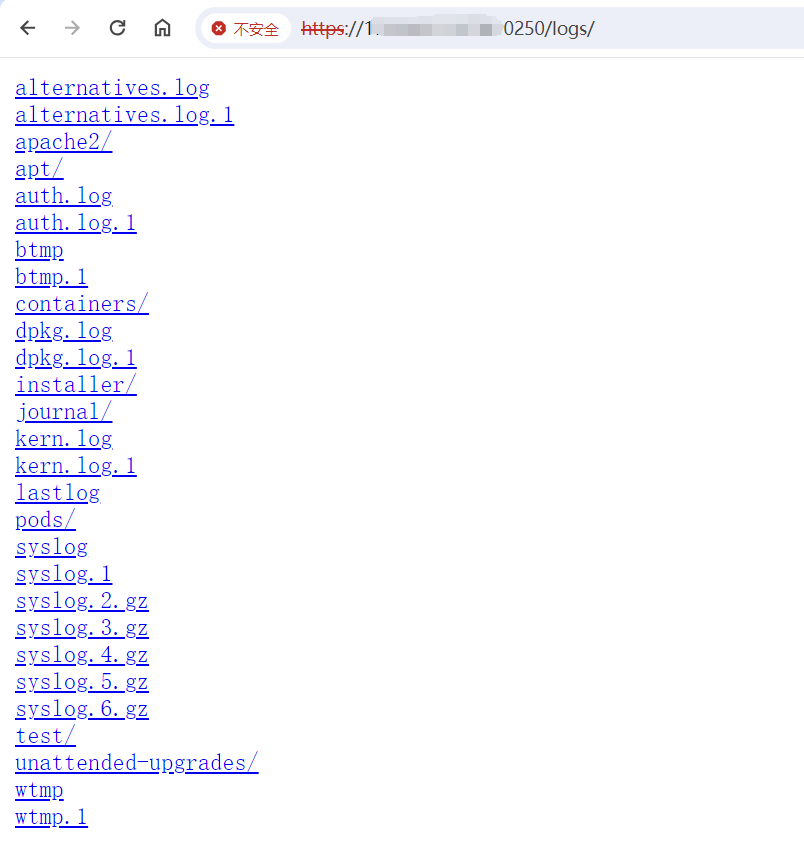 不安全 https://1 0250/logs/
alternatives.log
alternatives.log.1
apache2/
apt/
auth.log
auth.log.1
btmp
btmp.1
containers/
dpkg.log
dpkg.log.1
installer/
journal/
kern.log
kern.log.1
lastlog
pods/
syslog
syslog.1
syslog.2.gz
syslog.3.gz
syslog.4.gz
syslog.5.gz
syslog.6.gz
test/
unattended-upgrades/
wtmp
wtmp.1